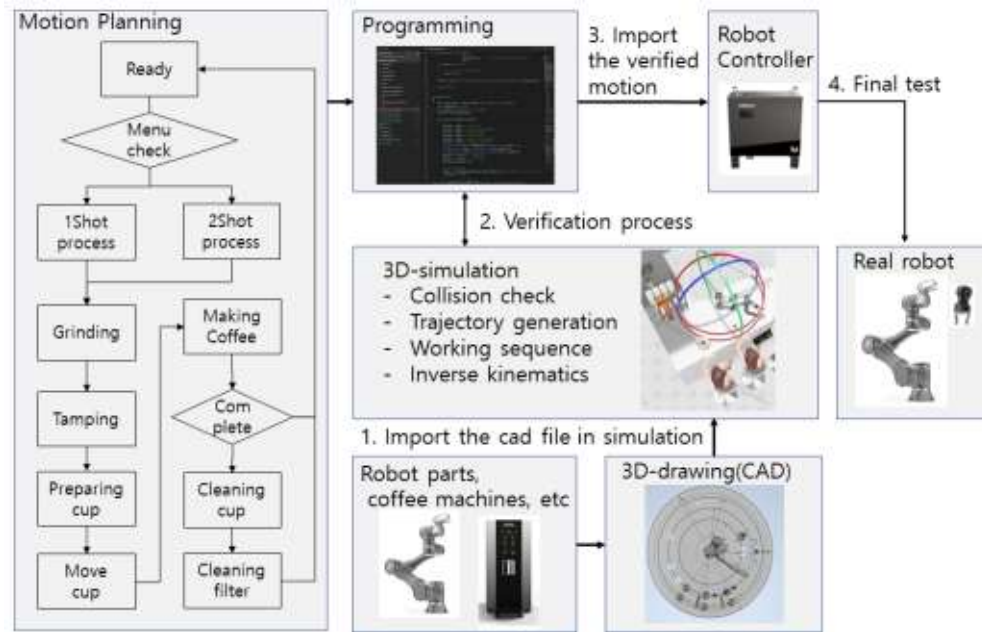 Motion Planning
Ready
Menu
check
1Shot
process
2Shot
process
Grinding
Tamping
Preparing
cup
Move
cup
Making
Coffee
Com
plete
Cleaning
cup
Cleaning
filter
Programming
3. Import
the verified
motion
Robot
Controller
4. Final test
2. Verification process
3D-simulation
- Collision check
- Trajectory generation
- Working sequence
- Inverse kinematics
Real robot
1. Import the cad file in simulation
Robot parts,
coffee machines, etc
3D-drawing(CAD)